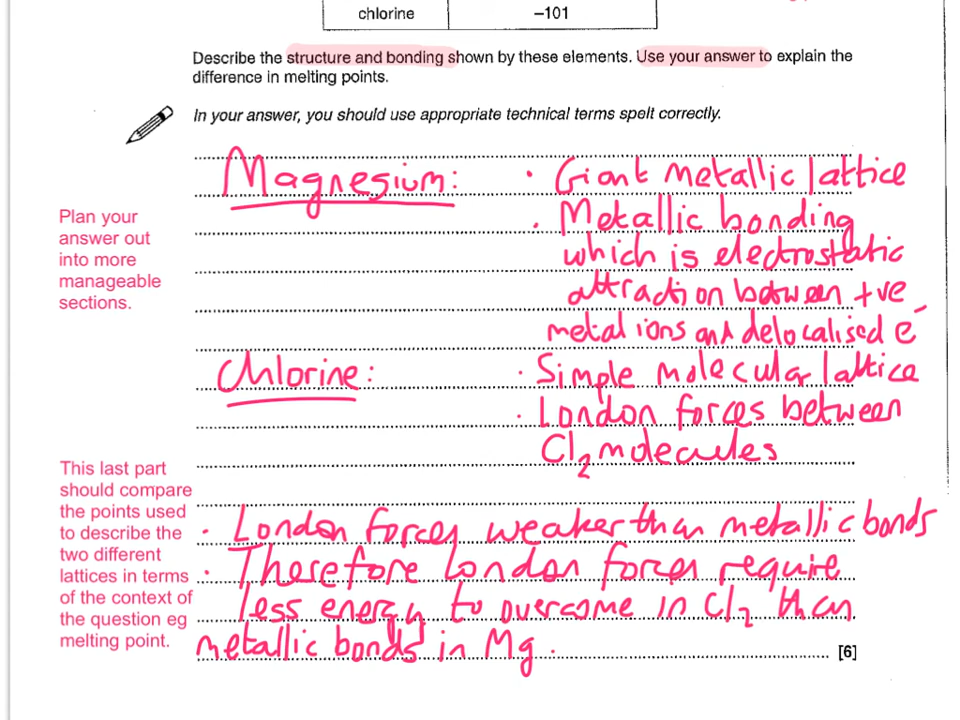 chlorine –101
Describe the structure and bonding shown by these elements. Use your answer to explain the
difference in melting points.
In your answer, you should use appropriate technical terms spelt correctly.
Magnesium: · Giant metallic lattice
Plan your
answer out
into more
manageable
sections.
· Metallic bonding
which is electrostatic
attraction between +ve
metal ions and delocalised e⁻
Chlorine: · Simple molecular lattice
· London forces between
Cl₂ molecules
This last part
should compare
the points used
to describe the
two different
lattices in terms
of the context of
the question eg
melting point.
· London forces weaker than metallic bonds
· Therefore London forces require
less energy to overcome in Cl₂ than
metallic bonds in Mg.
[6]